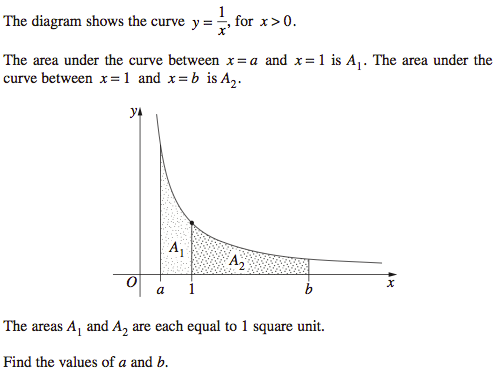 The diagram shows the curve y = 1/x, for x > 0.
The area under the curve between x = a and x = 1 is A₁. The area under the
curve between x = 1 and x = b is A₂.
y
A₁
A₂
O a 1 b x
The areas A₁ and A₂ are each equal to 1 square unit.
Find the values of a and b.